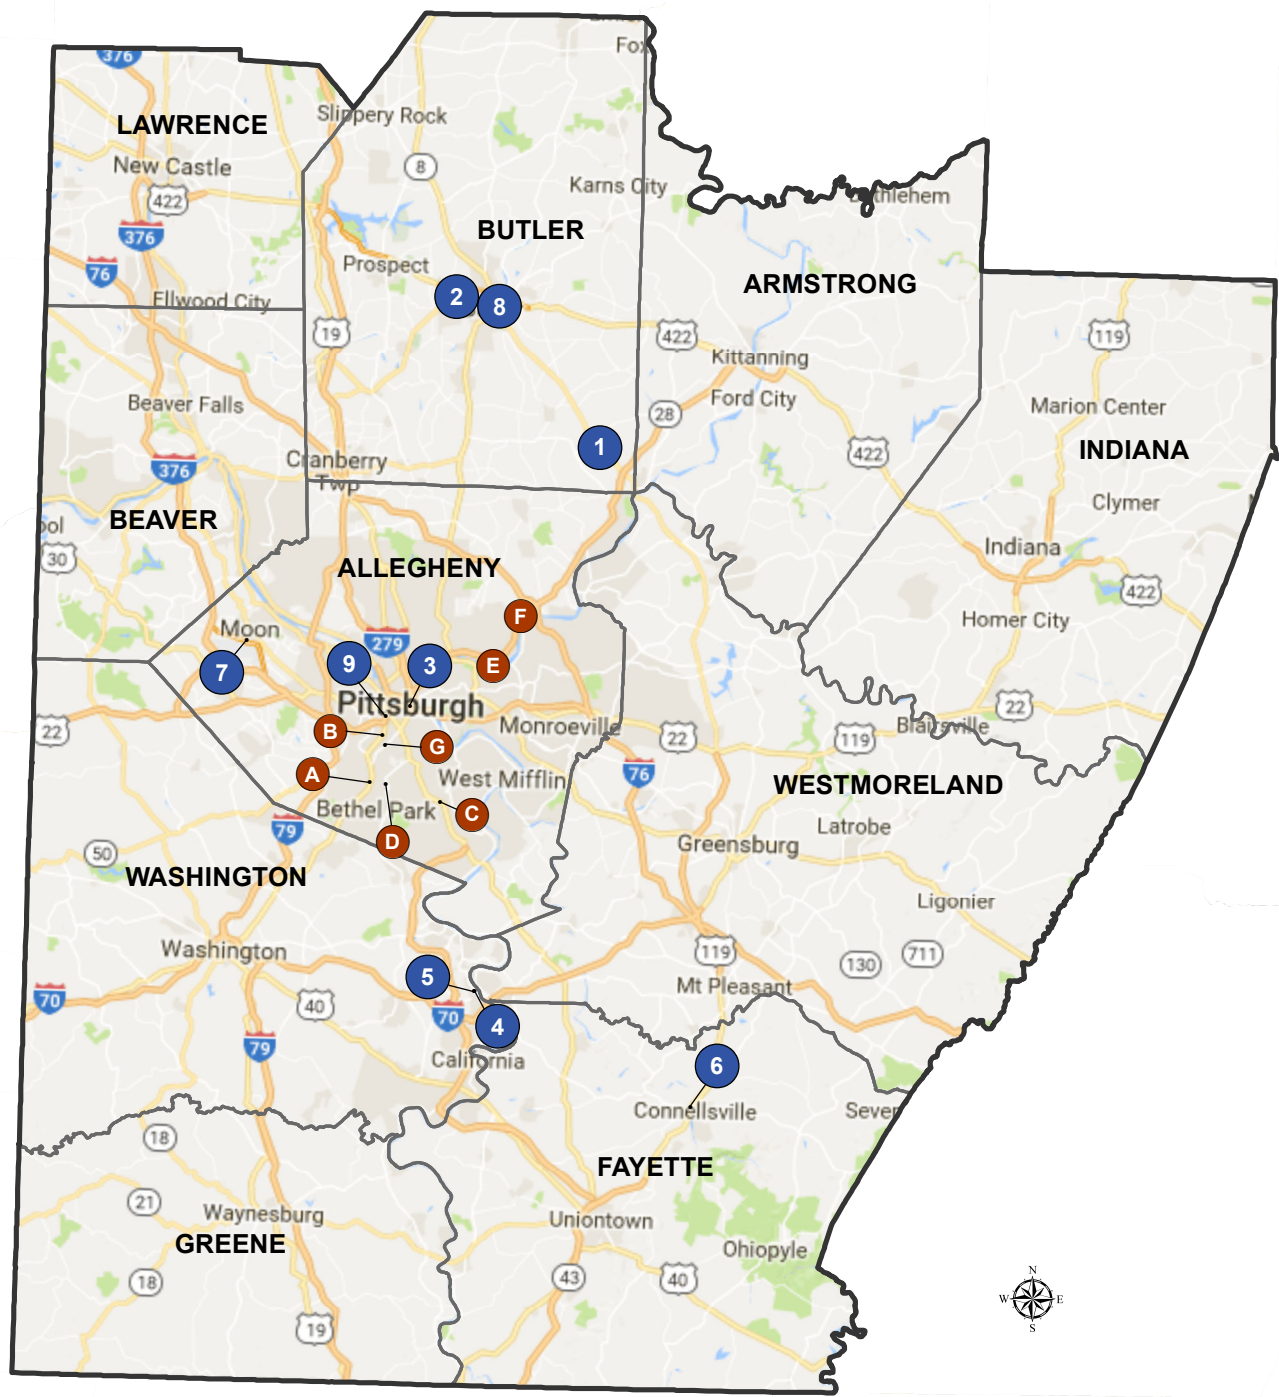 376
Fox
LAWRENCE
Slippery Rock
New Castle
8
Karns City
422
BUTLER
376
76
Prospect
ARMSTRONG
Ellwood City
2
8
19
422
119
Kittanning
Beaver Falls
28
Ford City
Marion Center
1
422
INDIANA
Cranberry
Twp
376
BEAVER
Clymer
30
ALLEGHENY
Indiana
422
F
Homer City
Moon
279
9
3
E
7
Pittsburgh
22
B
G
Monroeville
22
119
Blairsville
22
A
West Mifflin
76
WESTMORELAND
Bethel Park
C
79
D
Latrobe
50
Greensburg
WASHINGTON
Ligonier
Washington
119
130
711
5
70
40
70
4
Mt Pleasant
79
California
6
Connellsville
Seven
18
FAYETTE
21
Waynesburg
Uniontown
GREENE
Ohiopyle
18
43
40
19
N
W
E
S